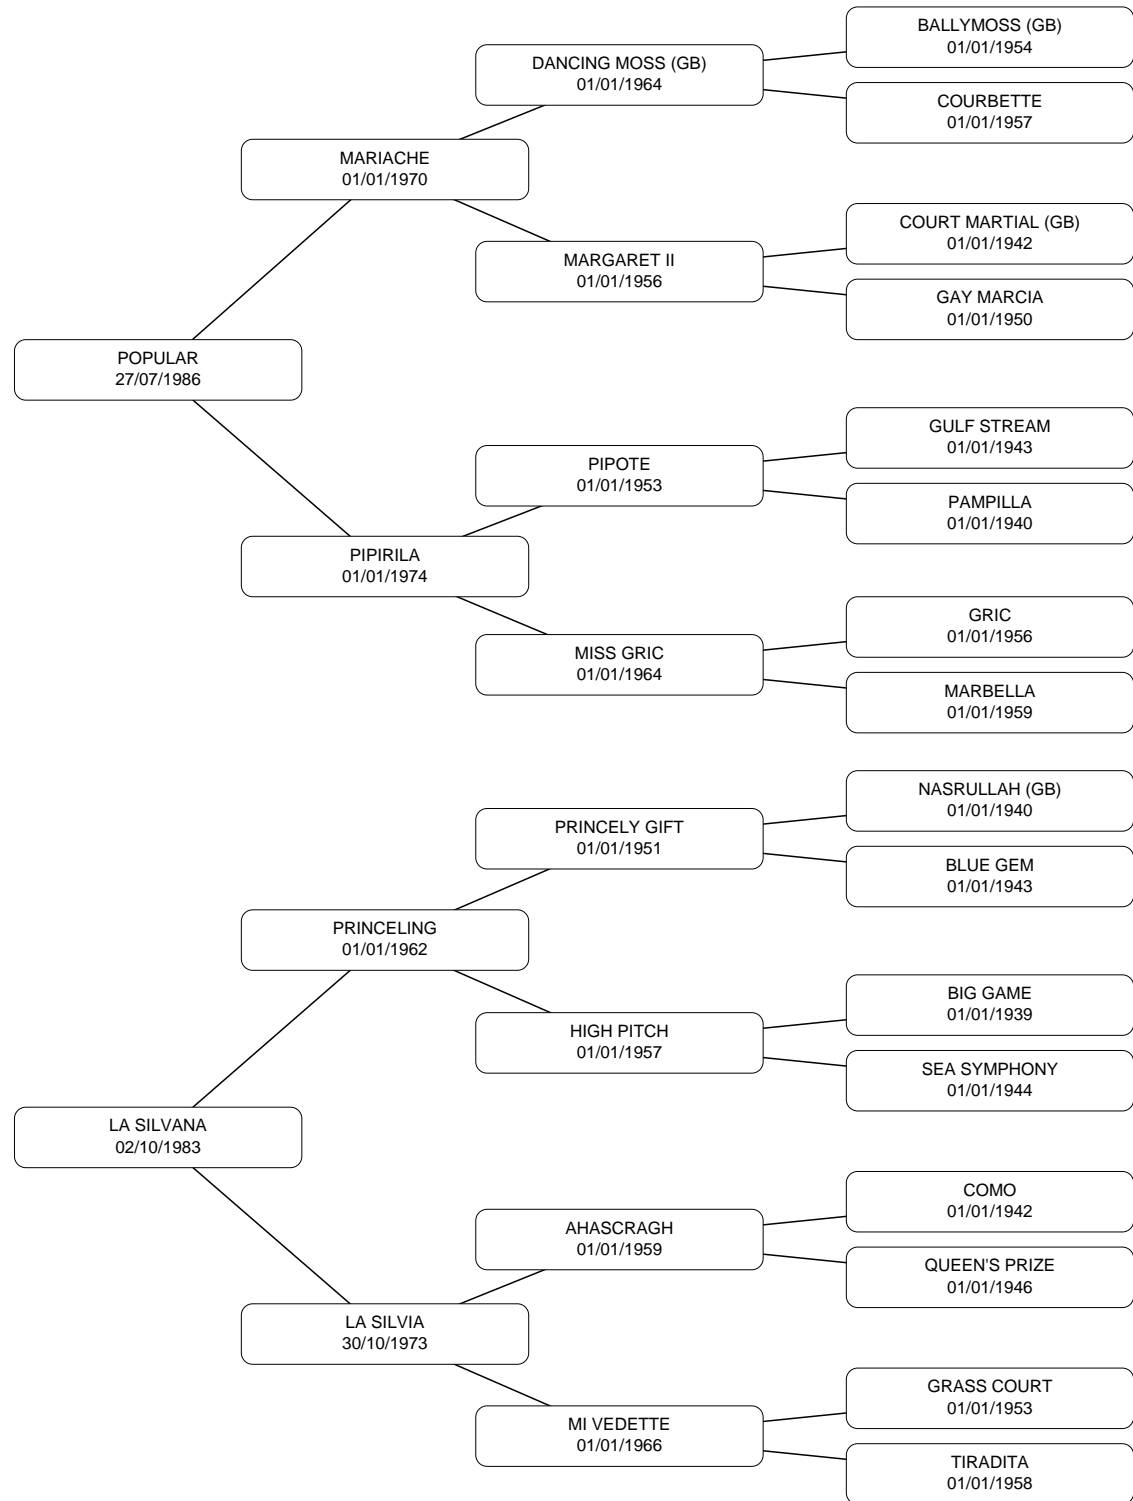 BALLYMOSS (GB)
01/01/1954
DANCING MOSS (GB)
01/01/1964
COURBETTE
01/01/1957
MARIACHE
01/01/1970
COURT MARTIAL (GB)
01/01/1942
MARGARET II
01/01/1956
GAY MARCIA
01/01/1950
POPULAR
27/07/1986
GULF STREAM
01/01/1943
PIPOTE
01/01/1953
PAMPILLA
01/01/1940
PIPIRILA
01/01/1974
GRIC
01/01/1956
MISS GRIC
01/01/1964
MARBELLA
01/01/1959
NASRULLAH (GB)
01/01/1940
PRINCELY GIFT
01/01/1951
BLUE GEM
01/01/1943
PRINCELING
01/01/1962
BIG GAME
01/01/1939
HIGH PITCH
01/01/1957
SEA SYMPHONY
01/01/1944
LA SILVANA
02/10/1983
COMO
01/01/1942
AHASCRAGH
01/01/1959
QUEEN'S PRIZE
01/01/1946
LA SILVIA
30/10/1973
GRASS COURT
01/01/1953
MI VEDETTE
01/01/1966
TIRADITA
01/01/1958